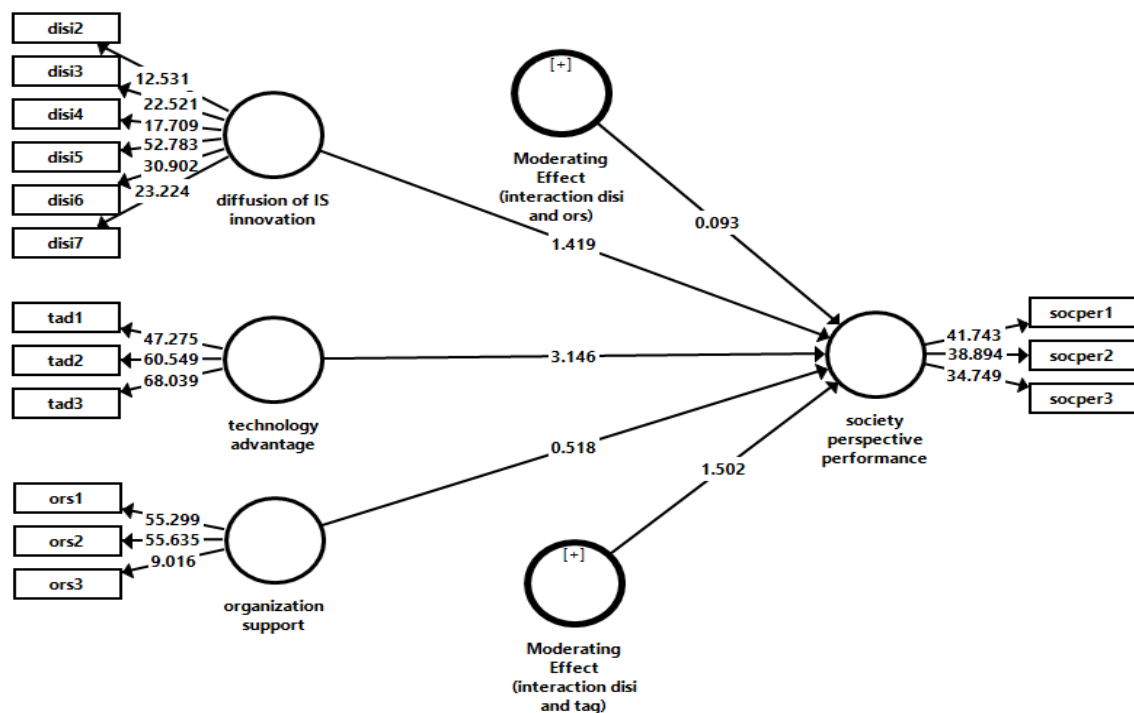 disi2
disi3
disi4
disi5
disi6
disi7
12.531
22.521
17.709
52.783
30.902
23.224
diffusion of IS
innovation
[+]
Moderating
Effect
(interaction disi
and ors)
0.093
1.419
tad1
tad2
tad3
47.275
60.549
68.039
technology
advantage
3.146
socper1
socper2
socper3
41.743
38.894
34.749
society
perspective
performance
0.518
1.502
ors1
ors2
ors3
55.299
55.635
9.016
organization
support
[+]
Moderating
Effect
(interaction disi
and tag)